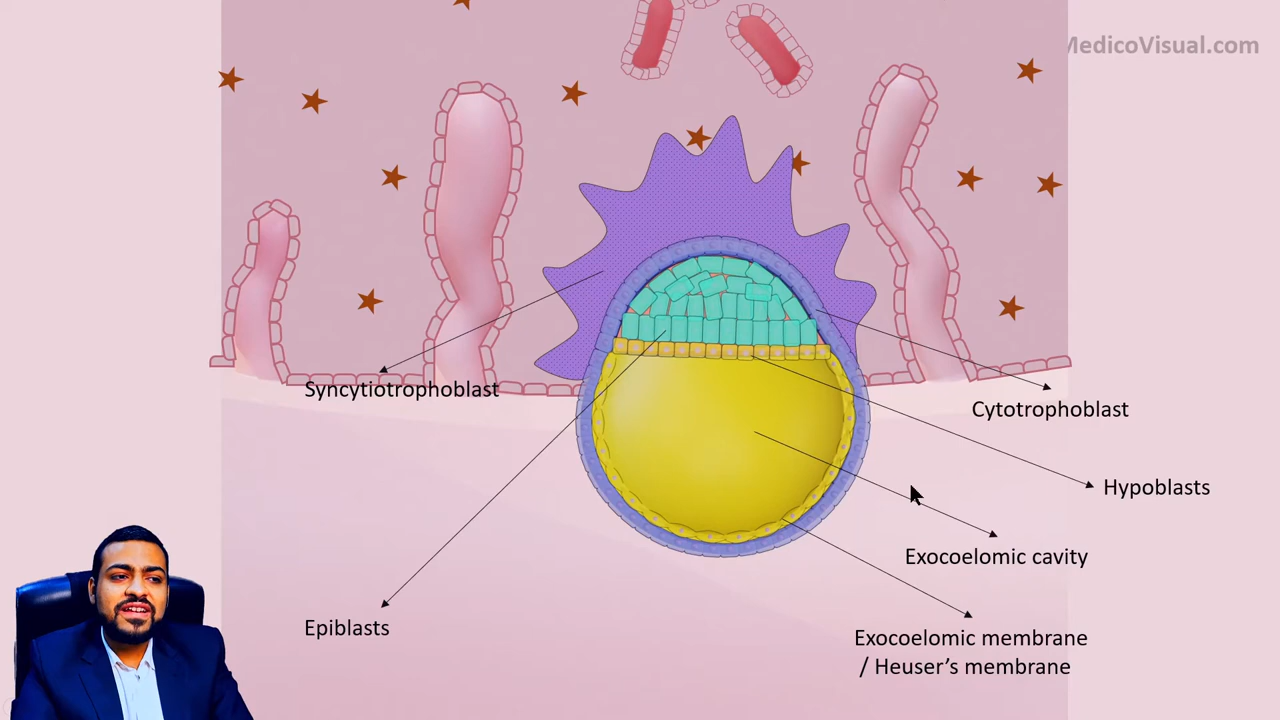 MedicoVisual.com
Syncytiotrophoblast
Cytotrophoblast
Hypoblasts
Exocoelomic cavity
Epiblasts
Exocoelomic membrane
/ Heuser’s membrane